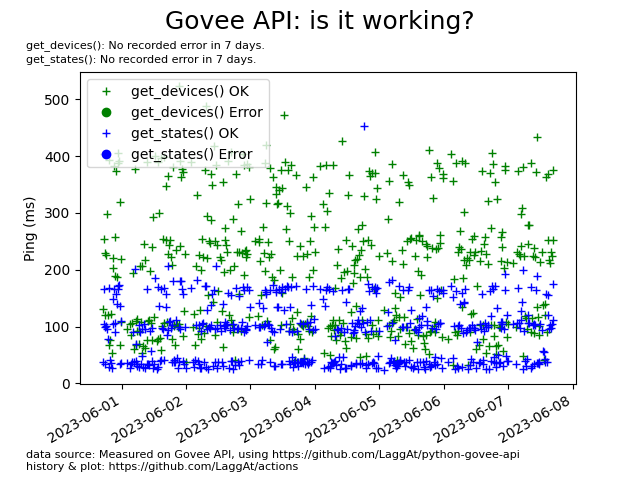 Govee API: is it working?
get_devices(): No recorded error in 7 days.
get_states(): No recorded error in 7 days.
get_devices() OK
get_devices() Error
get_states() OK
get_states() Error
Ping (ms)
500
400
300
200
100
0
2023-06-01
2023-06-02
2023-06-03
2023-06-04
2023-06-05
2023-06-06
2023-06-07
2023-06-08
data source: Measured on Govee API, using https://github.com/LaggAt/python-govee-api
history & plot: https://github.com/LaggAt/actions